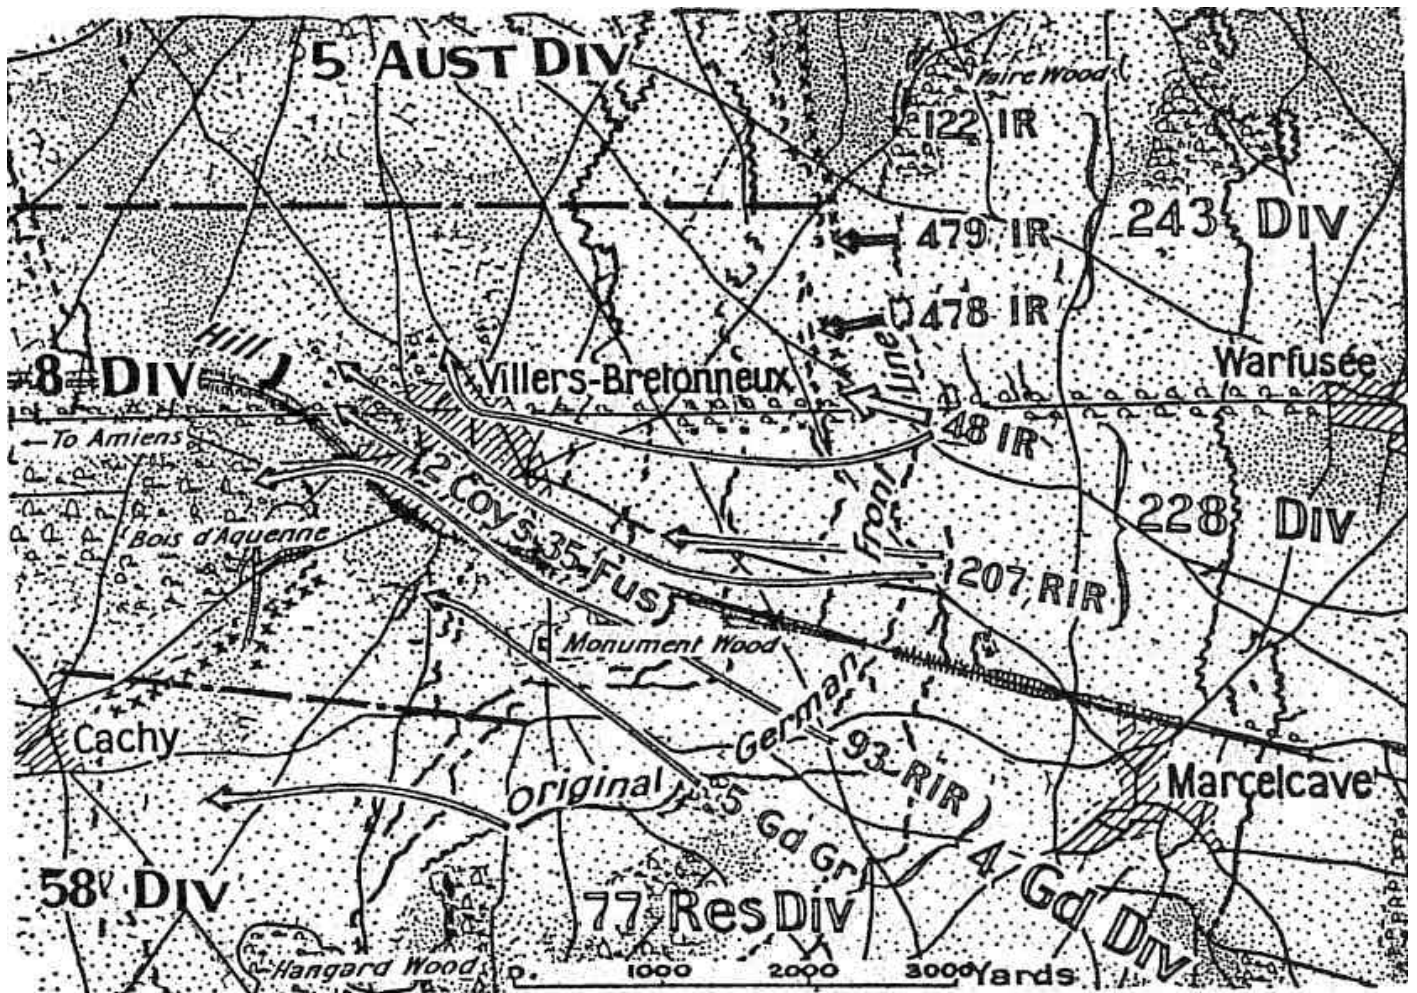 5 AUST DIV
Vaire Wood
122 IR
243 DIV
479 IR
478 IR
Hill
8 DIV
Villers-Bretonneux
Warfusée
line
48 IR
To Amiens
228 DIV
Front
2 Coys. 35 Fus
Bois d'Aquenne
207 RIR
Monument Wood
German
Cachy
93 RIR
Marcelcave
Original
5 Gd Gr
4 Gd Div
58 DIV
77 Res Div
Hangard Wood
0. 1000 2000 3000 Yards